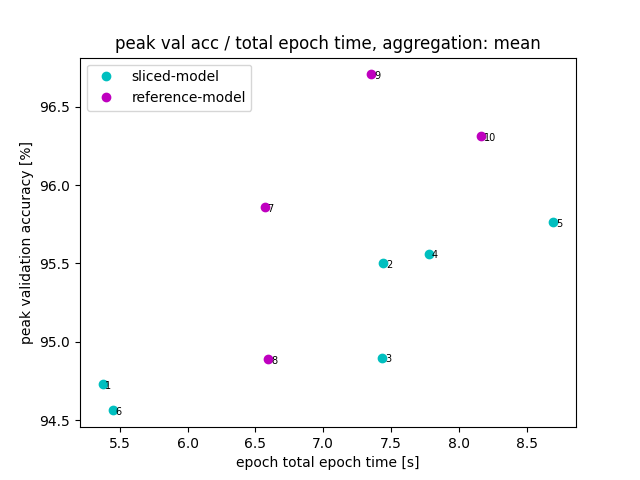 peak val acc / total epoch time, aggregation: mean
sliced-model
reference-model
9
10
7
5
4
2
3
8
1
6
96.5
96.0
95.5
95.0
94.5
peak validation accuracy [%]
5.5 6.0 6.5 7.0 7.5 8.0 8.5
epoch total epoch time [s]